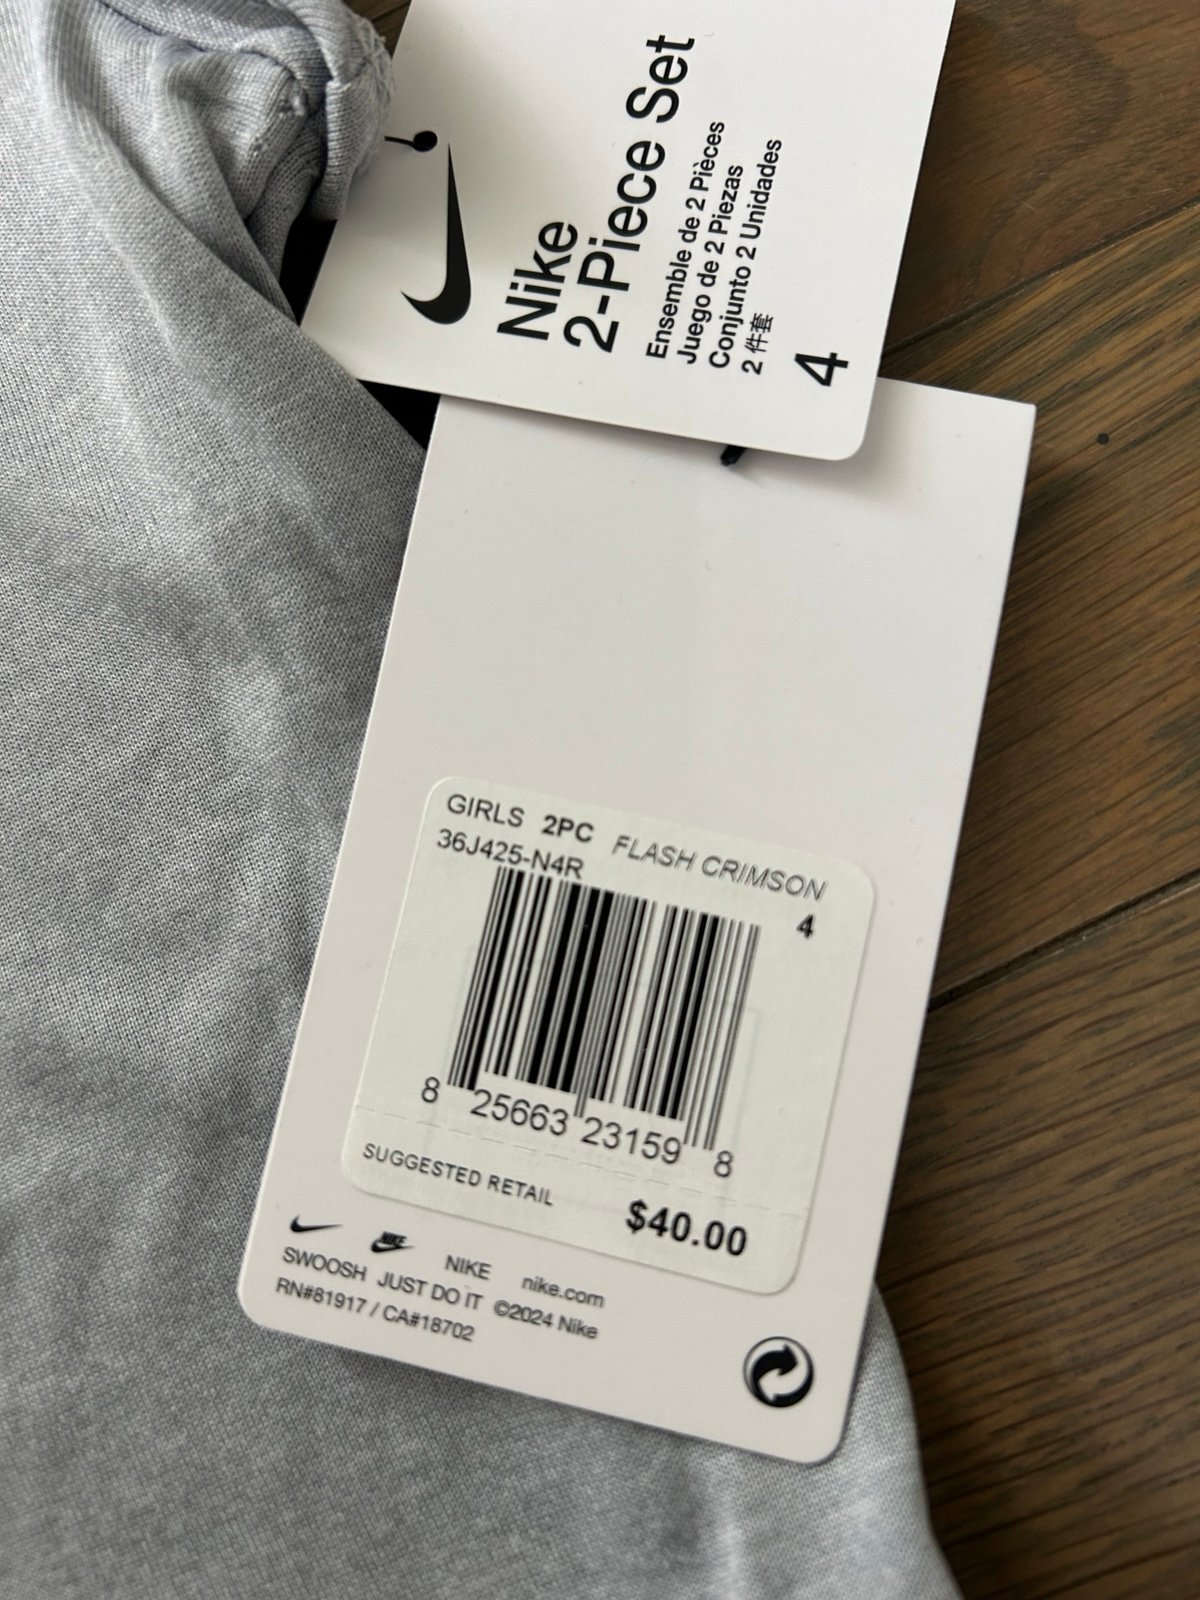 Nike
2-Piece Set
Ensemble de 2 Pièces
Juego de 2 Piezas
Conjunto 2 Unidades
2 件套
4
GIRLS 2PC FLASH CRIMSON
36J425-N4R
4
8 25663 23159 8
SUGGESTED RETAIL $40.00
NIKE NIKE nike.com
SWOOSH JUST DO IT ©2024 Nike
RN#81917 / CA#18702